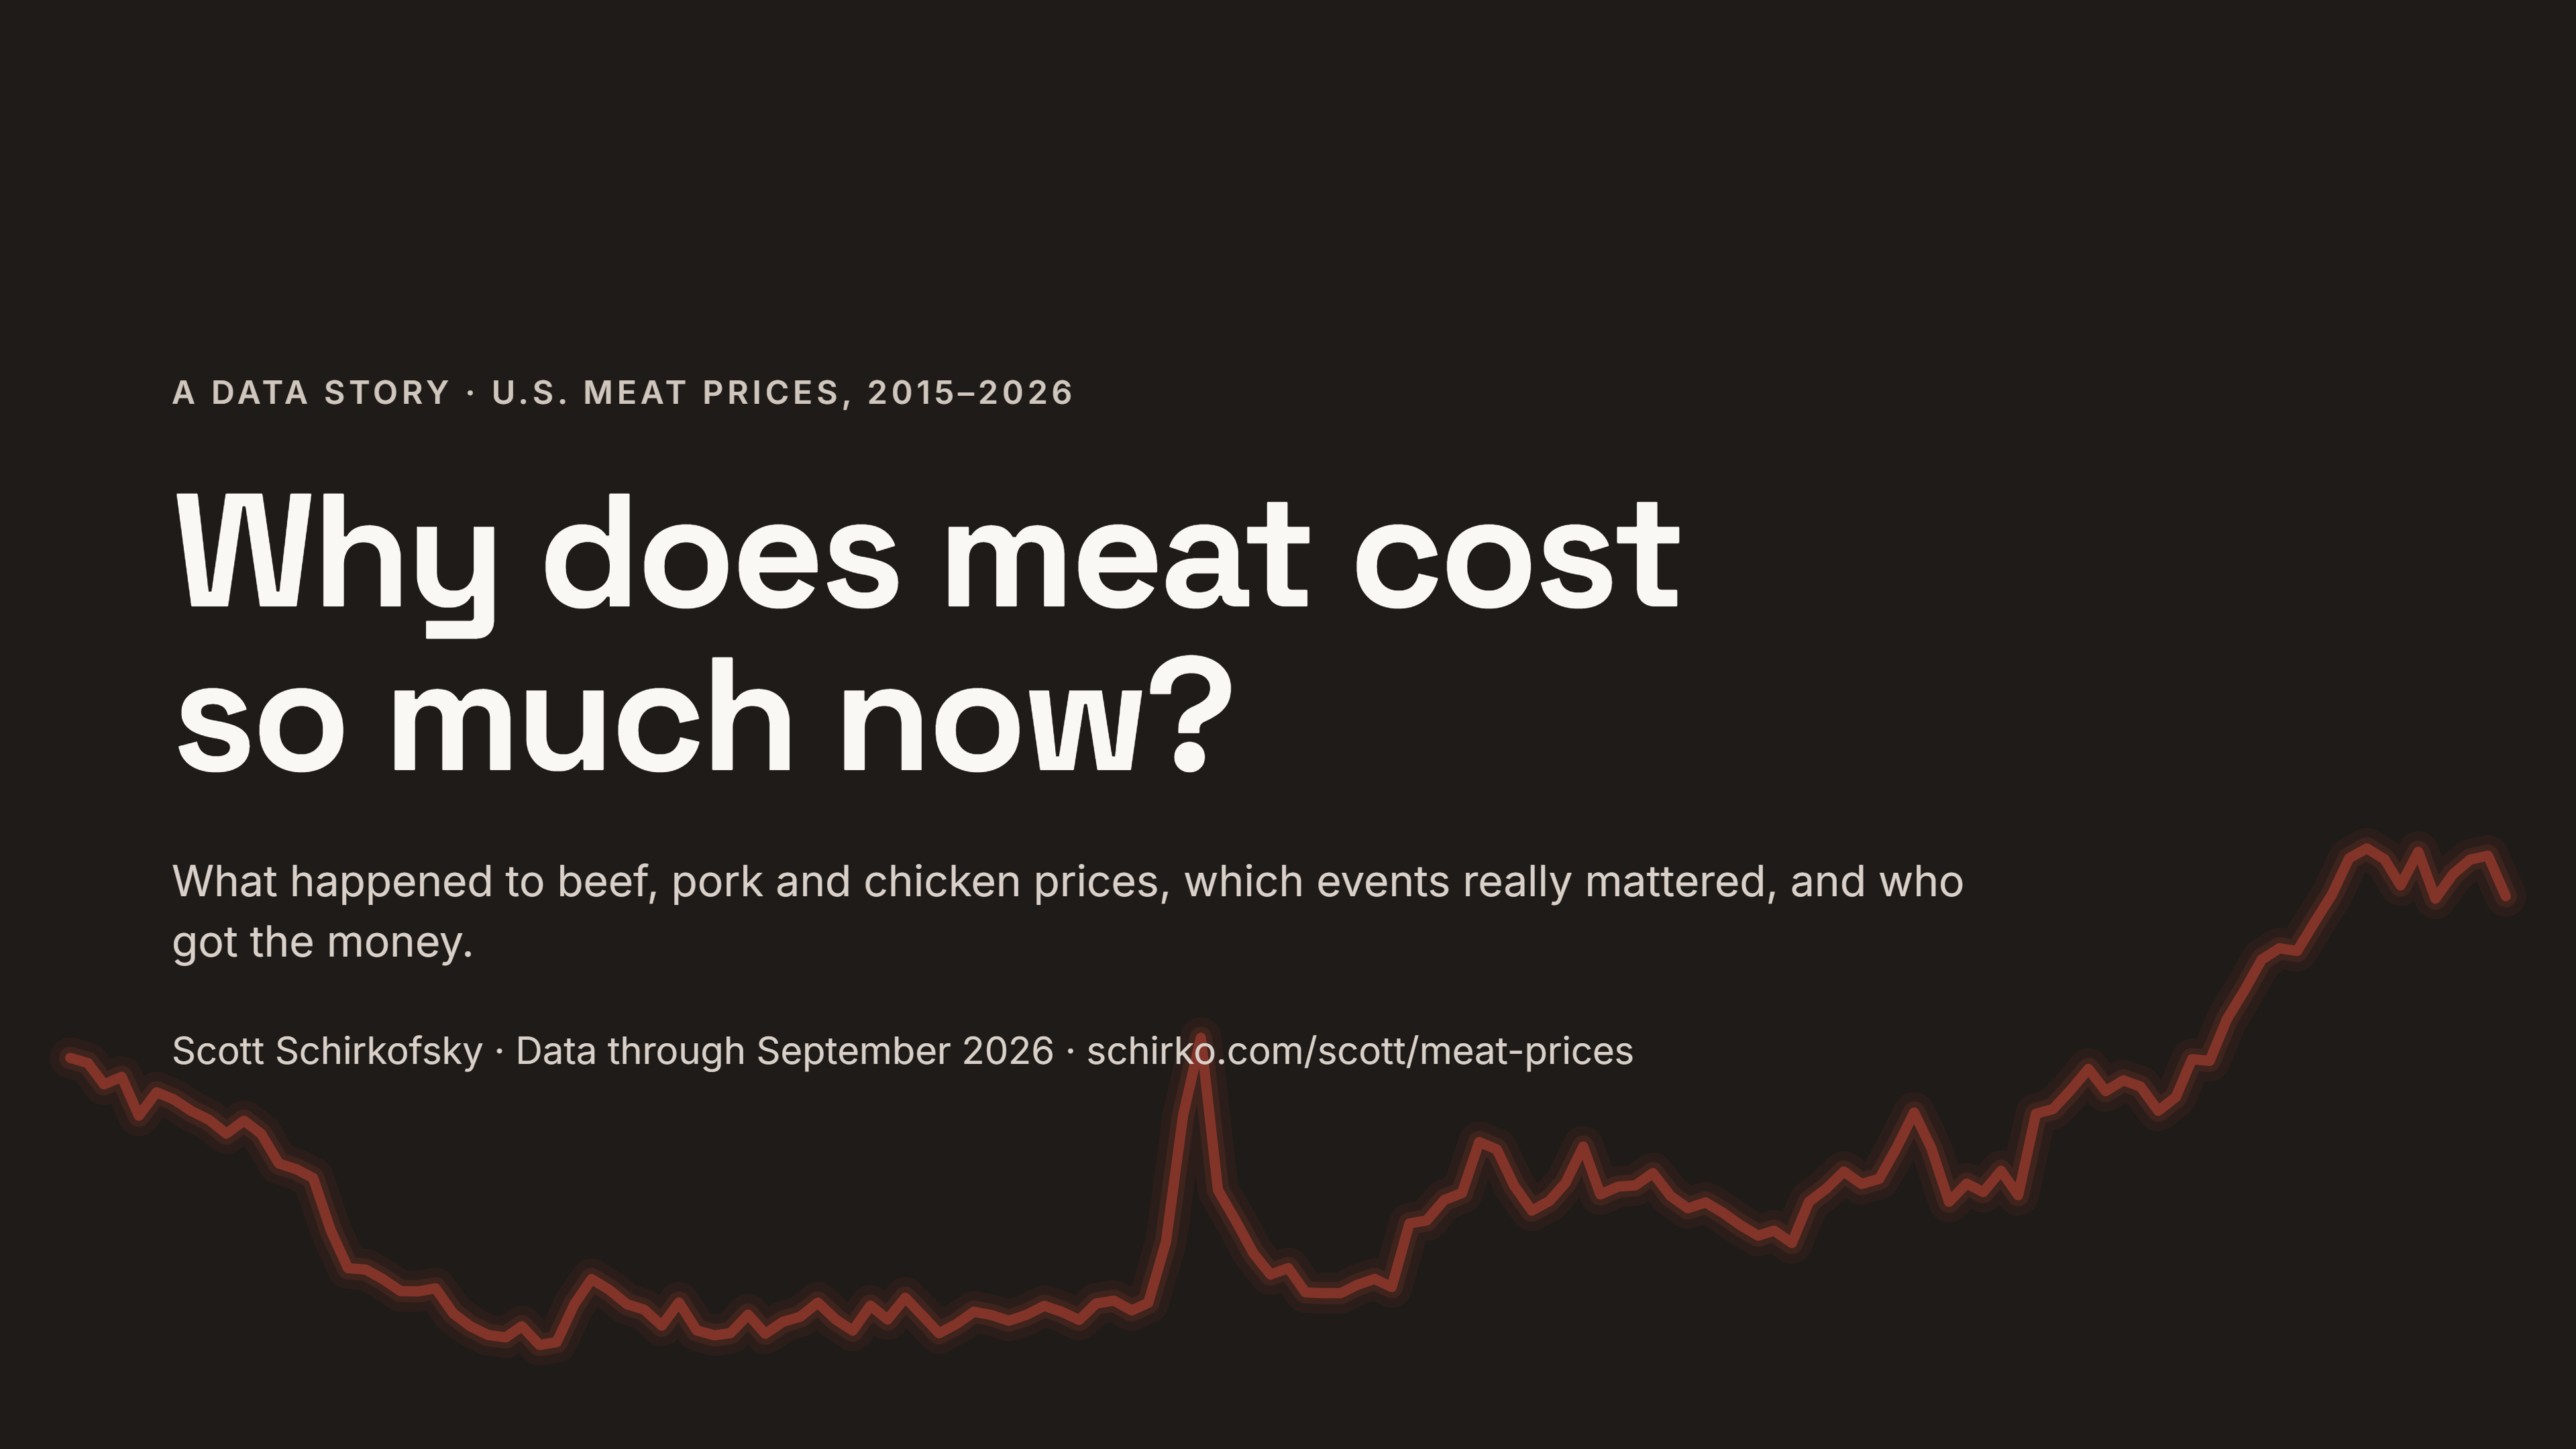 A DATA STORY · U.S. MEAT PRICES, 2015–2026
Why does meat cost
so much now?
What happened to beef, pork and chicken prices, which events really mattered, and who
got the money.
Scott Schirkofsky · Data through September 2026 · schirko.com/scott/meat-prices